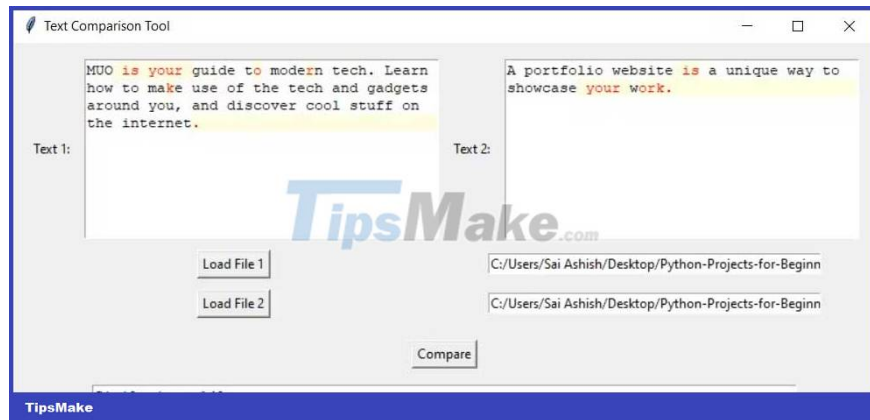 Text Comparison Tool
MUO is your guide to modern tech. Learn
how to make use of the tech and gadgets
around you, and discover cool stuff on
the internet.
Text 1:
A portfolio website is a unique way to
showcase your work.
Text 2:
TipsMake.com
Load File 1
C:/Users/Sai Ashish/Desktop/Python-Projects-for-Beginn
Load File 2
C:/Users/Sai Ashish/Desktop/Python-Projects-for-Beginn
Compare
TipsMake